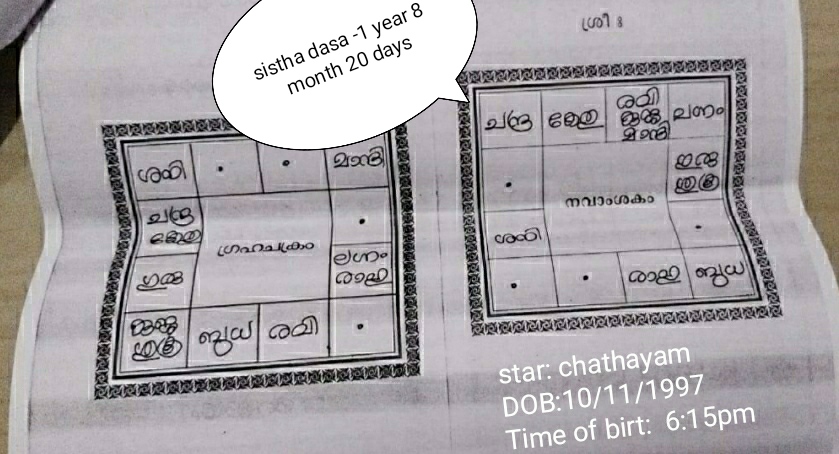 sistha dasa -1 year 8
month 20 days
ശ്രീഃ
ശനി
മാന്ദി
ചന്ദ്ര
കേതു
ഗ്രഹചക്രം
ലഗ്നം
രാഹു
ഗുരു
കുജ
ശുക്ര
ബുധ
രവി
ചന്ദ്ര
കേതു
രവി
കുജ
മാന്ദി
ലഗ്നം
ഗുരു
ശുക്ര
നവാംശകം
ശനി
രാഹു
ബുധ
star: chathayam
DOB:10/11/1997
Time of birt: 6:15pm